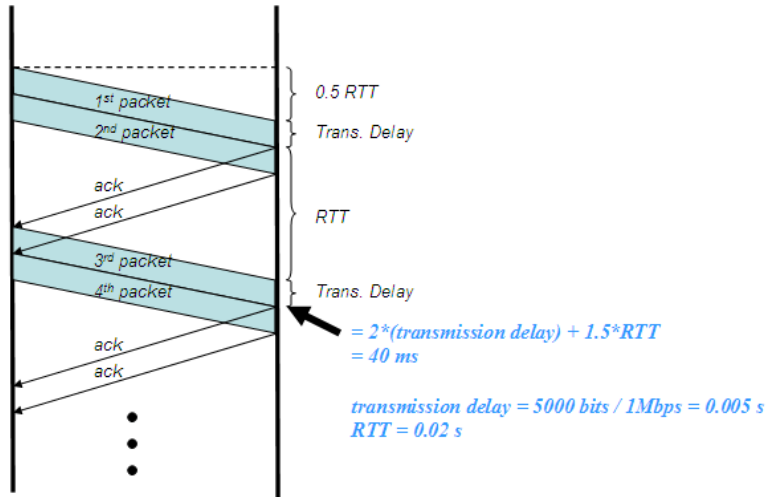 0.5 RTT
1st packet
2nd packet
Trans. Delay
ack
ack
RTT
3rd packet
4th packet
Trans. Delay
= 2*(transmission delay) + 1.5*RTT
= 40 ms
ack
ack
transmission delay = 5000 bits / 1Mbps = 0.005 s
RTT = 0.02 s